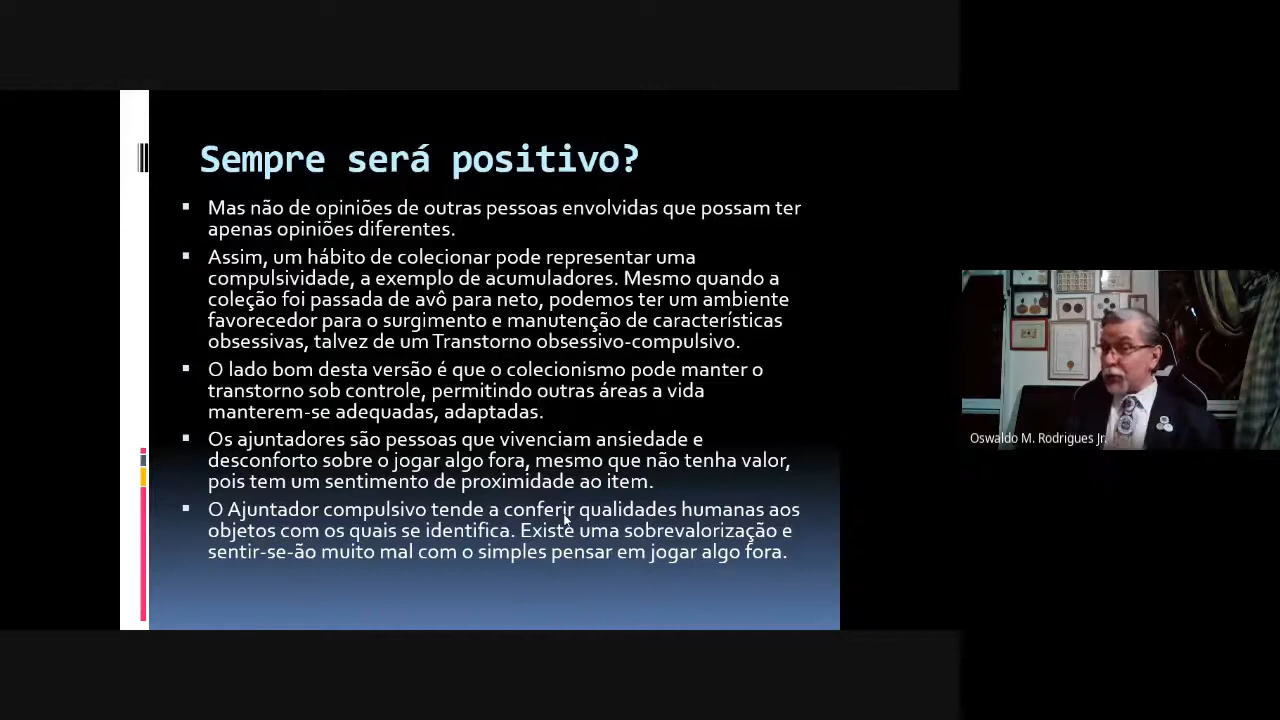 Sempre será positivo?
Mas não de opiniões de outras pessoas envolvidas que possam ter
apenas opiniões diferentes.
Assim, um hábito de colecionar pode representar uma
compulsividade, a exemplo de acumuladores. Mesmo quando a
coleção foi passada de avô para neto, podemos ter um ambiente
favorecedor para o surgimento e manutenção de características
obsessivas, talvez de um Transtorno obsessivo-compulsivo.
O lado bom desta versão é que o colecionismo pode manter o
transtorno sob controle, permitindo outras áreas a vida
manterem-se adequadas, adaptadas.
Os ajuntadores são pessoas que vivenciam ansiedade e
desconforto sobre o jogar algo fora, mesmo que não tenha valor,
pois tem um sentimento de proximidade ao item.
O Ajuntador compulsivo tende a conferir qualidades humanas aos
objetos com os quais se identifica. Existe uma sobrevalorização e
sentir-se-ão muito mal com o simples pensar em jogar algo fora.
Oswaldo M. Rodrigues Jr.